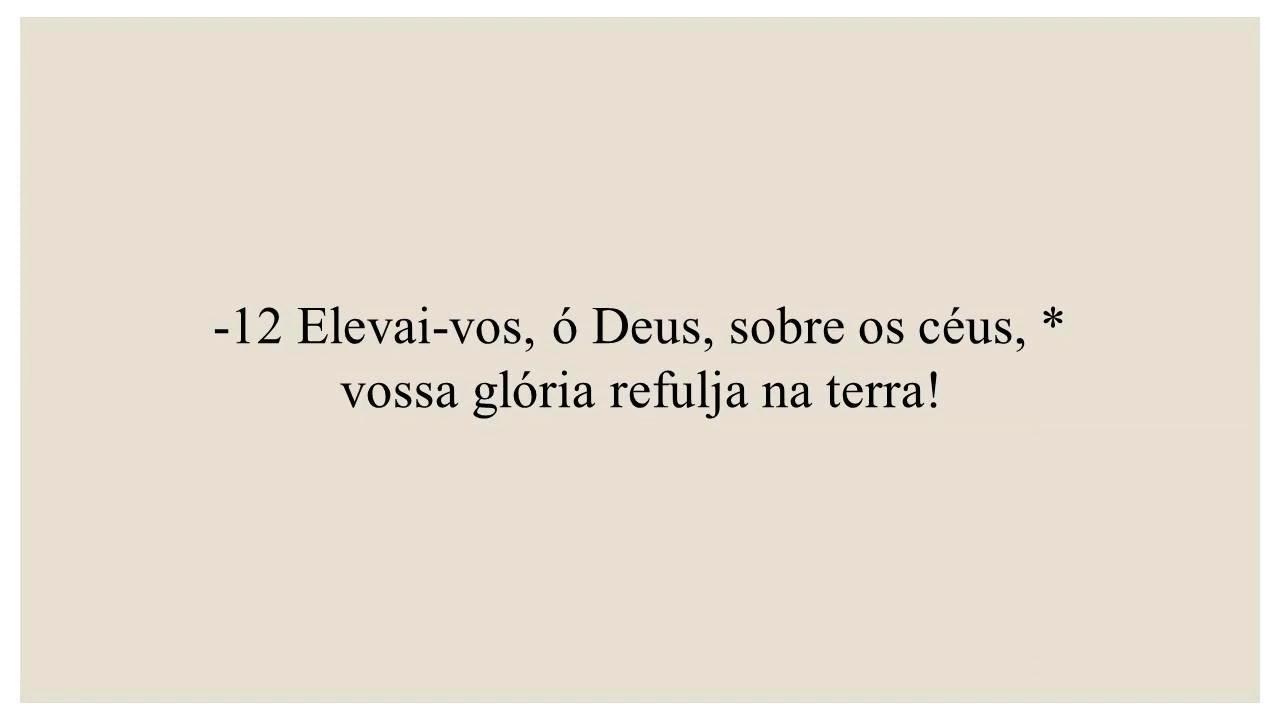 -12 Elevai-vos, ó Deus, sobre os céus, *
vossa glória refulja na terra!